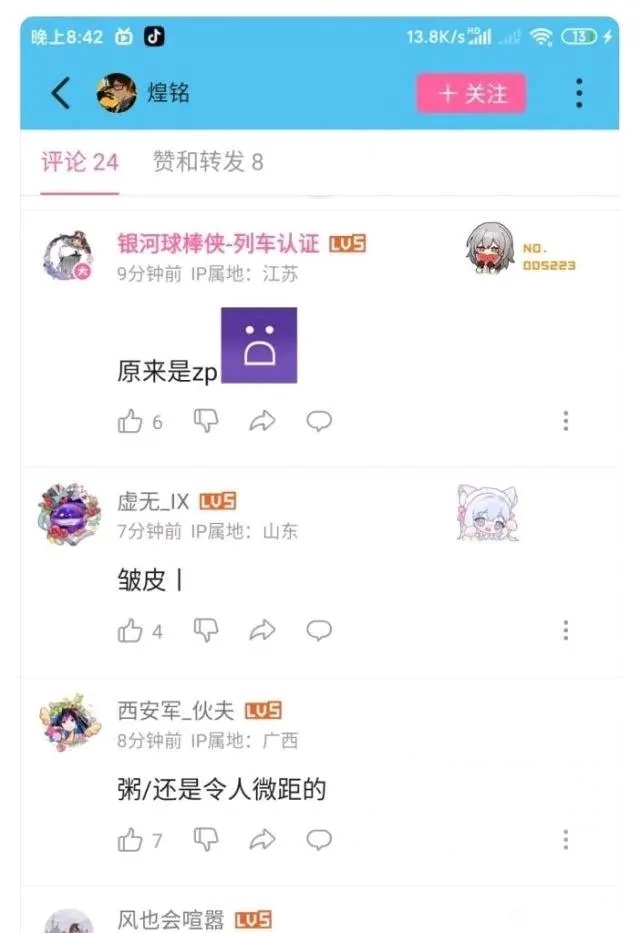 晚上8:42
13.8K/s HD 13
煌铭
+ 关注
评论 24 赞和转发 8
银河球棒侠-列车认证 LV5
NO.
005223
9分钟前 IP属地：江苏
原来是zp
6
虚无_IX LV5
7分钟前 IP属地：山东
皱皮丨
4
西安军_伙夫 LV5
8分钟前 IP属地：广西
粥/还是令人微距的
7
风也会喧嚣 LV5